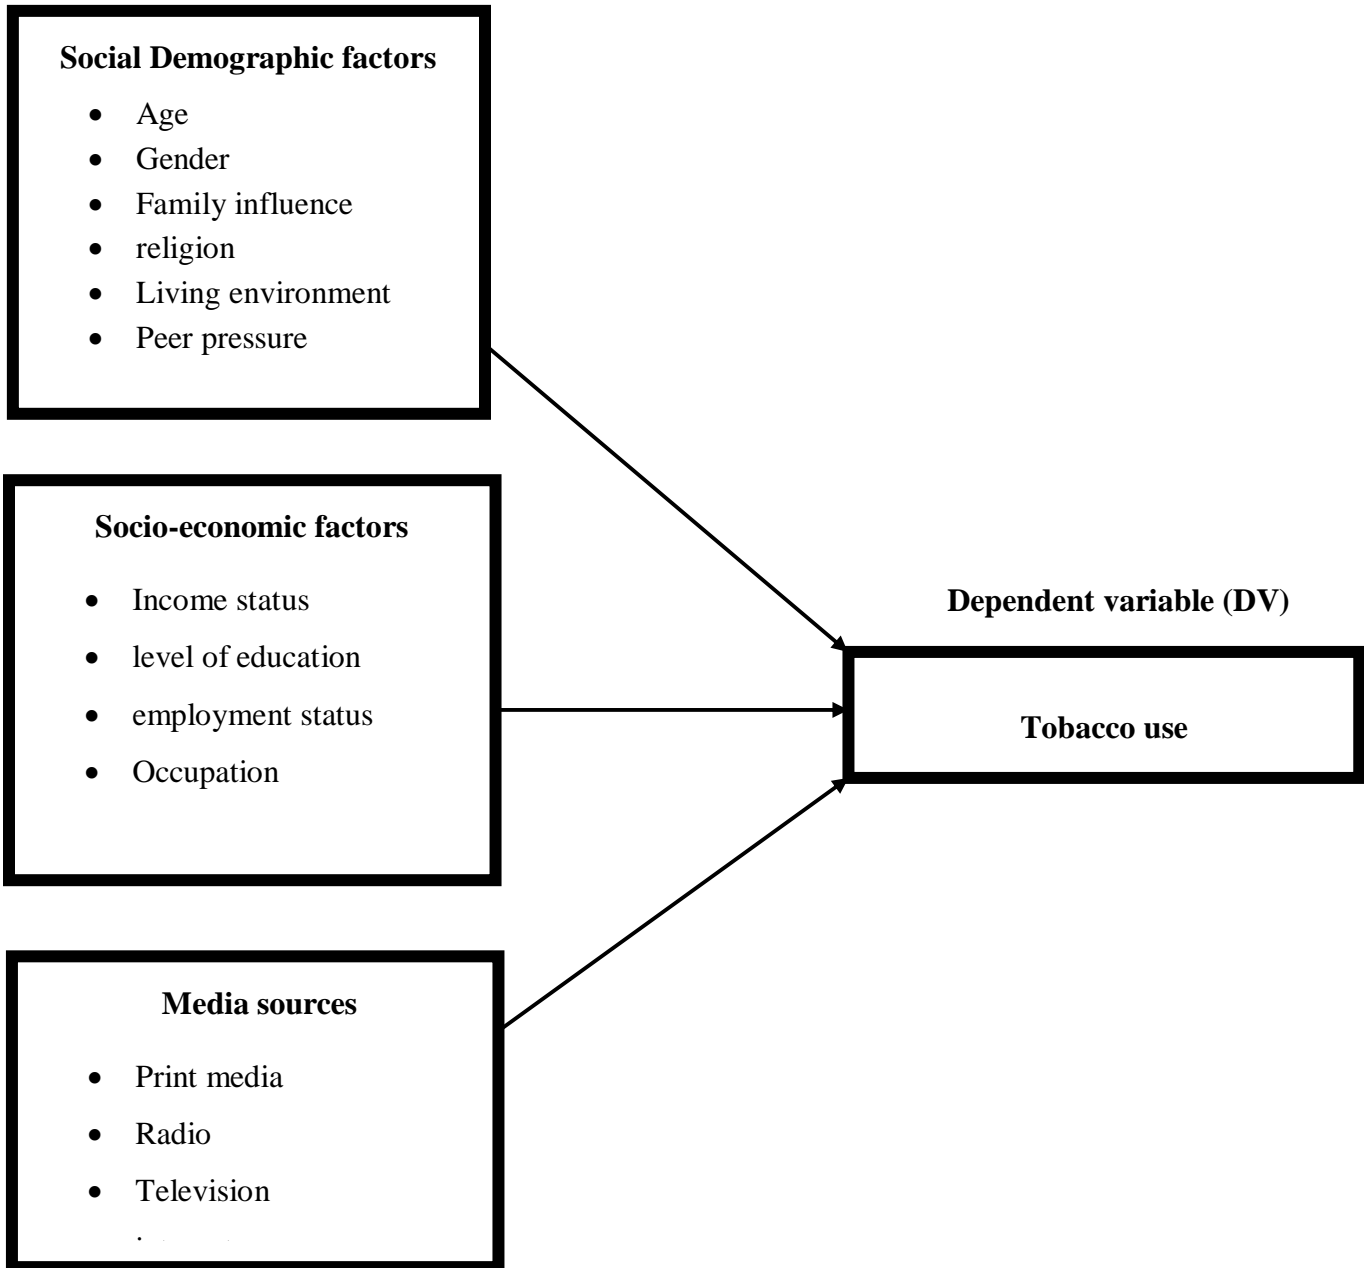 Social Demographic factors
• Age
• Gender
• Family influence
• religion
• Living environment
• Peer pressure
Socio-economic factors
• Income status
• level of education
• employment status
• Occupation
Dependent variable (DV)
Tobacco use
Media sources
• Print media
• Radio
• Television